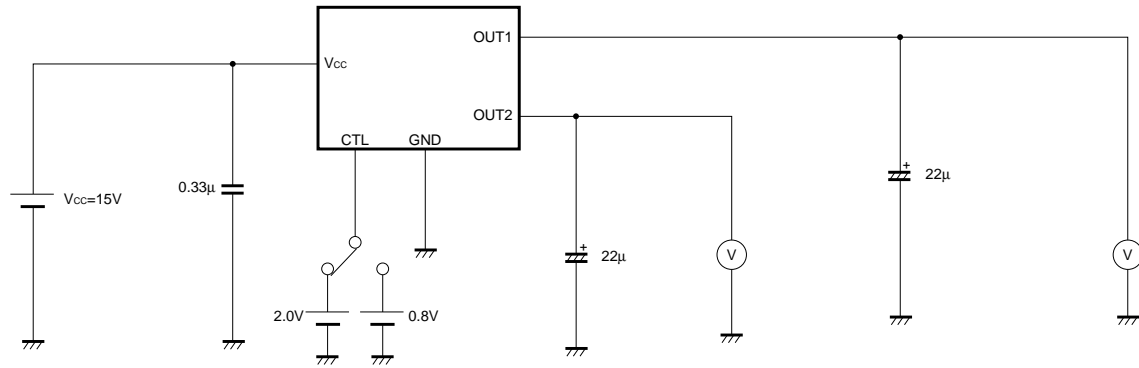 OUT1
Vcc
OUT2
CTL GND
0.33μ
Vcc=15V
+
22μ
+
22μ
V
V
2.0V
0.8V